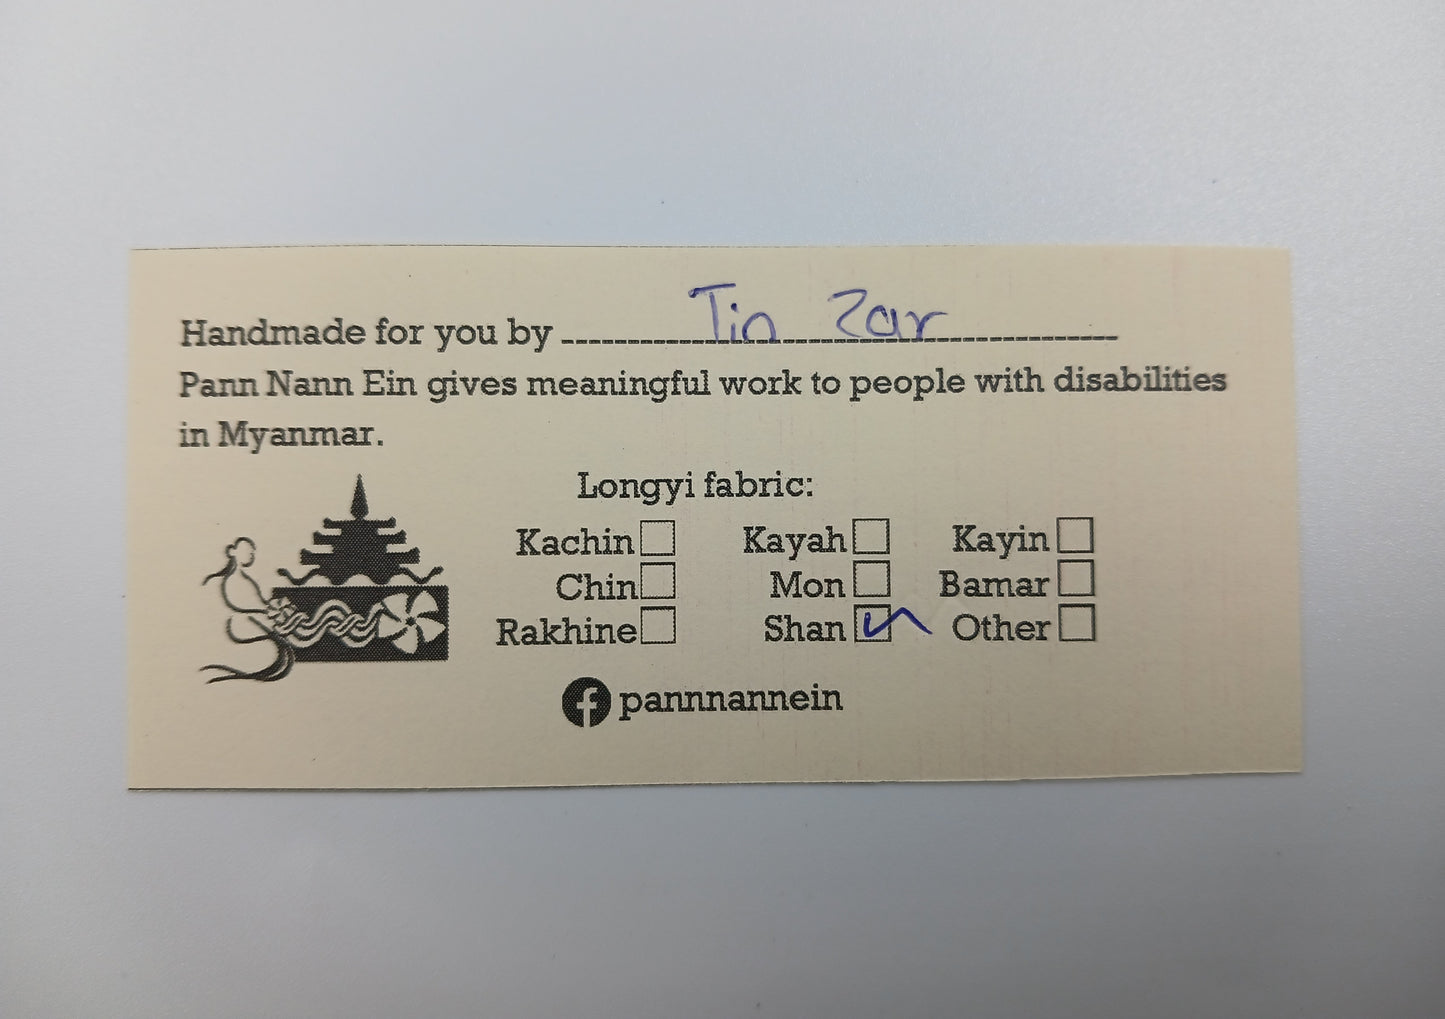 Handmade for you by Tin Zar
Pann Nann Ein gives meaningful work to people with disabilities
in Myanmar.
Longyi fabric:
Kachin Kayah Kayin
Chin Mon Bamar
Rakhine Shan Other
pannnannein